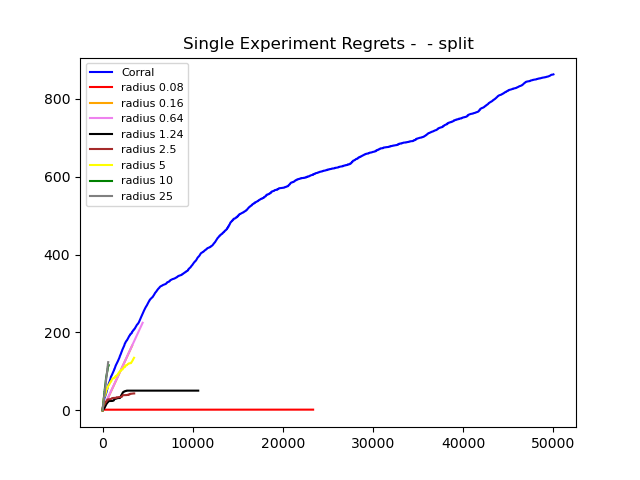 Single Experiment Regrets -  - split
Corral
radius 0.08
radius 0.16
radius 0.64
radius 1.24
radius 2.5
radius 5
radius 10
radius 25
800
600
400
200
0
0 10000 20000 30000 40000 50000